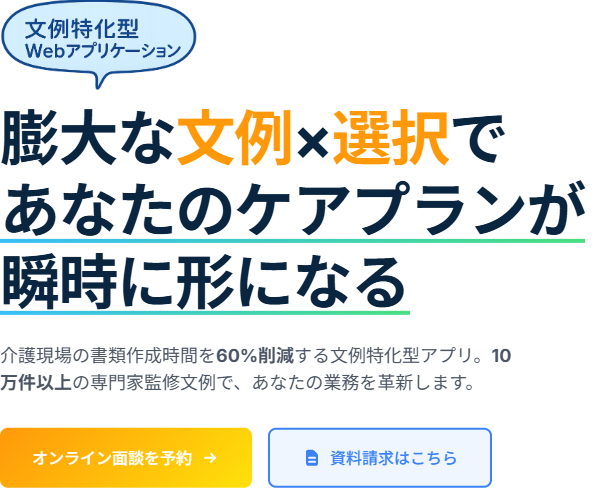 文例特化型
Webアプリケーション
膨大な文例×選択で
あなたのケアプランが
瞬時に形になる
介護現場の書類作成時間を60%削減する文例特化型アプリ。10
万件以上の専門家監修文例で、あなたの業務を革新します。
オンライン面談を予約 → 資料請求はこちら